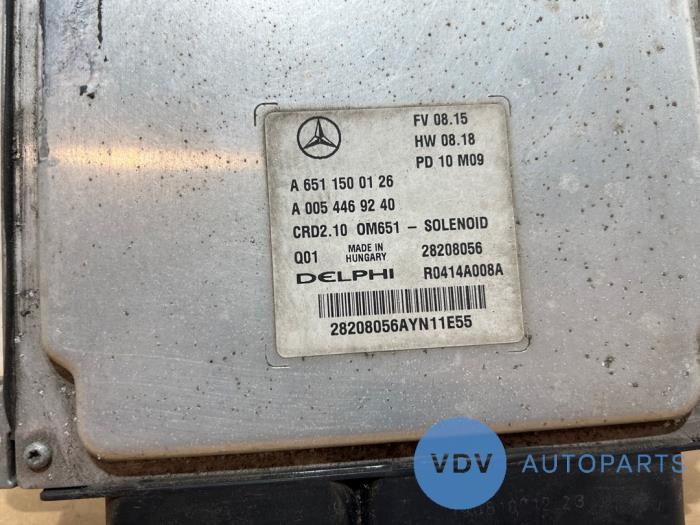 FV 08.15
HW 08.18
PD 10 M09
A 651 150 01 26
A 005 446 92 40
CRD2.10 OM651 - SOLENOID
Q01 MADE IN HUNGARY 28208056
DELPHI R0414A008A
28208056AYN11E55
VDV AUTOPARTS